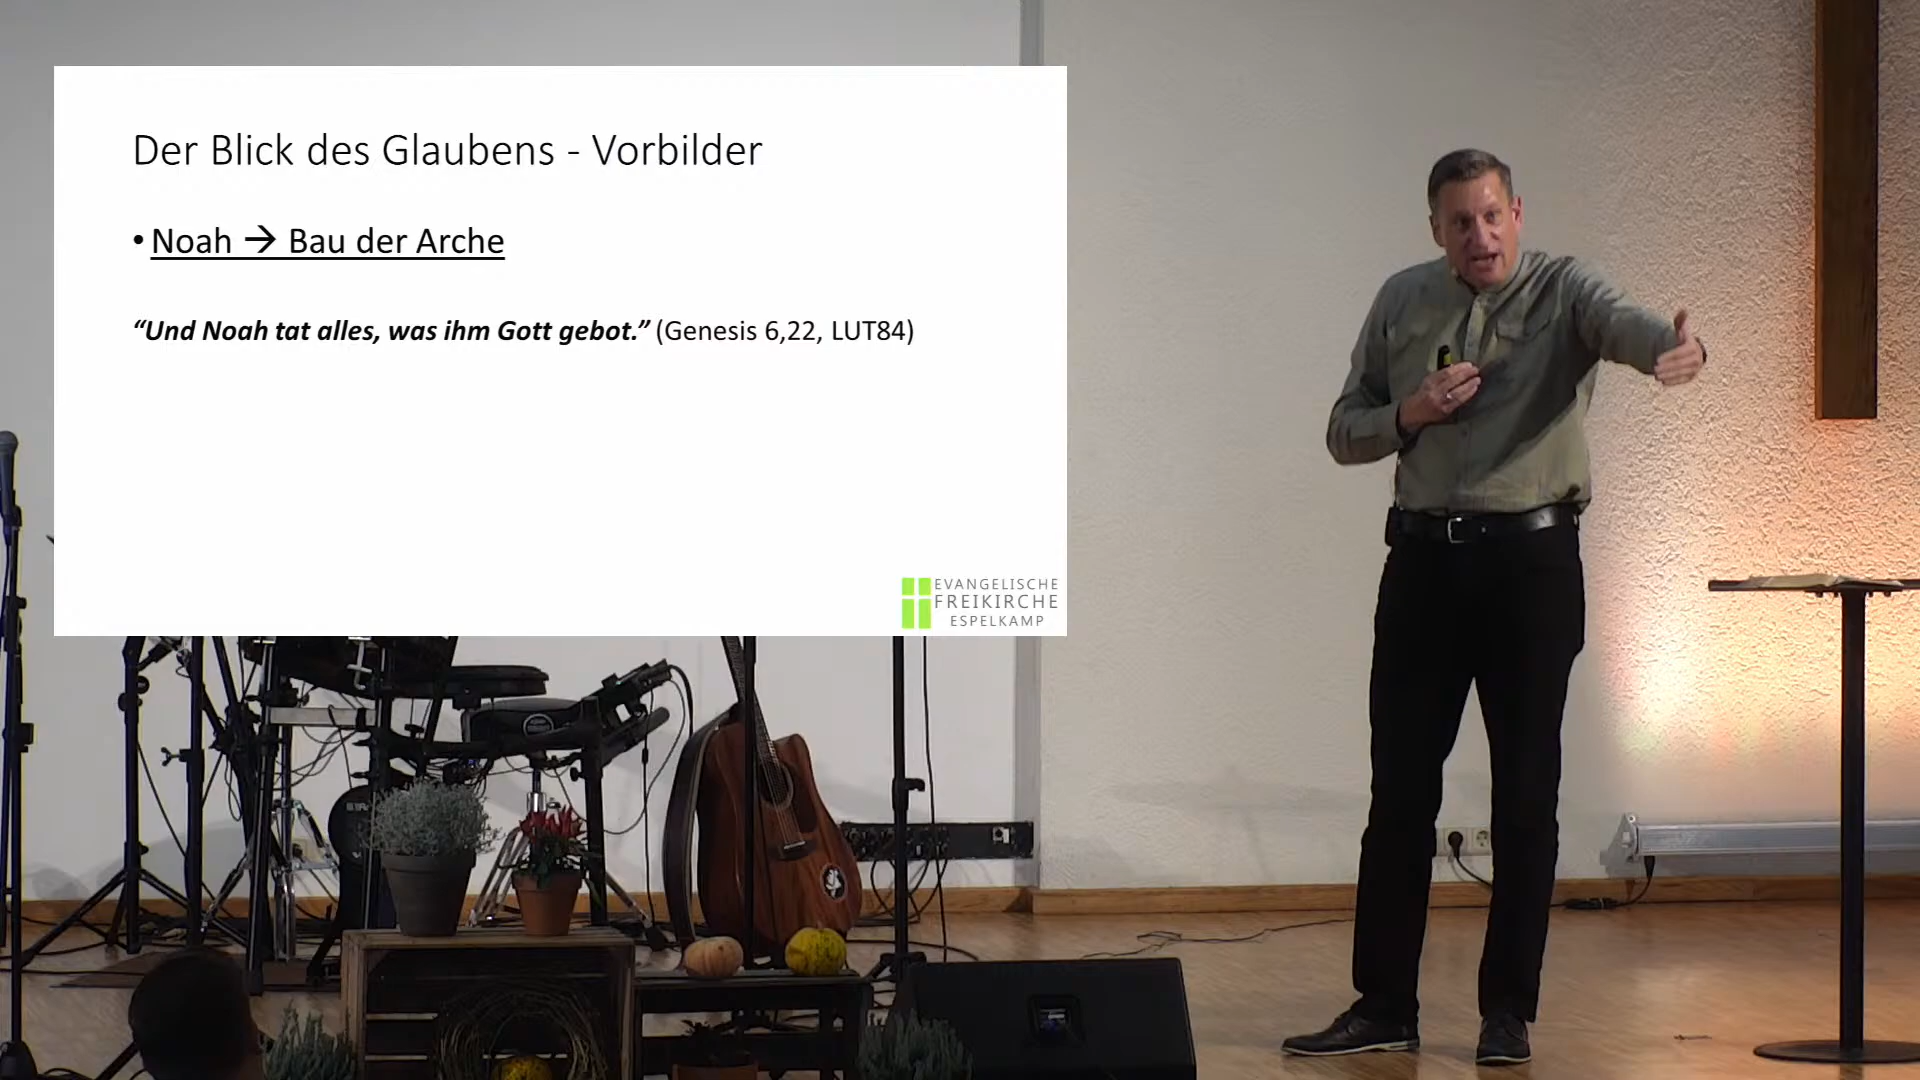 Der Blick des Glaubens - Vorbilder
• Noah → Bau der Arche
“Und Noah tat alles, was ihm Gott gebot.” (Genesis 6,22, LUT84)
EVANGELISCHE
FREIKIRCHE
ESPELKAMP